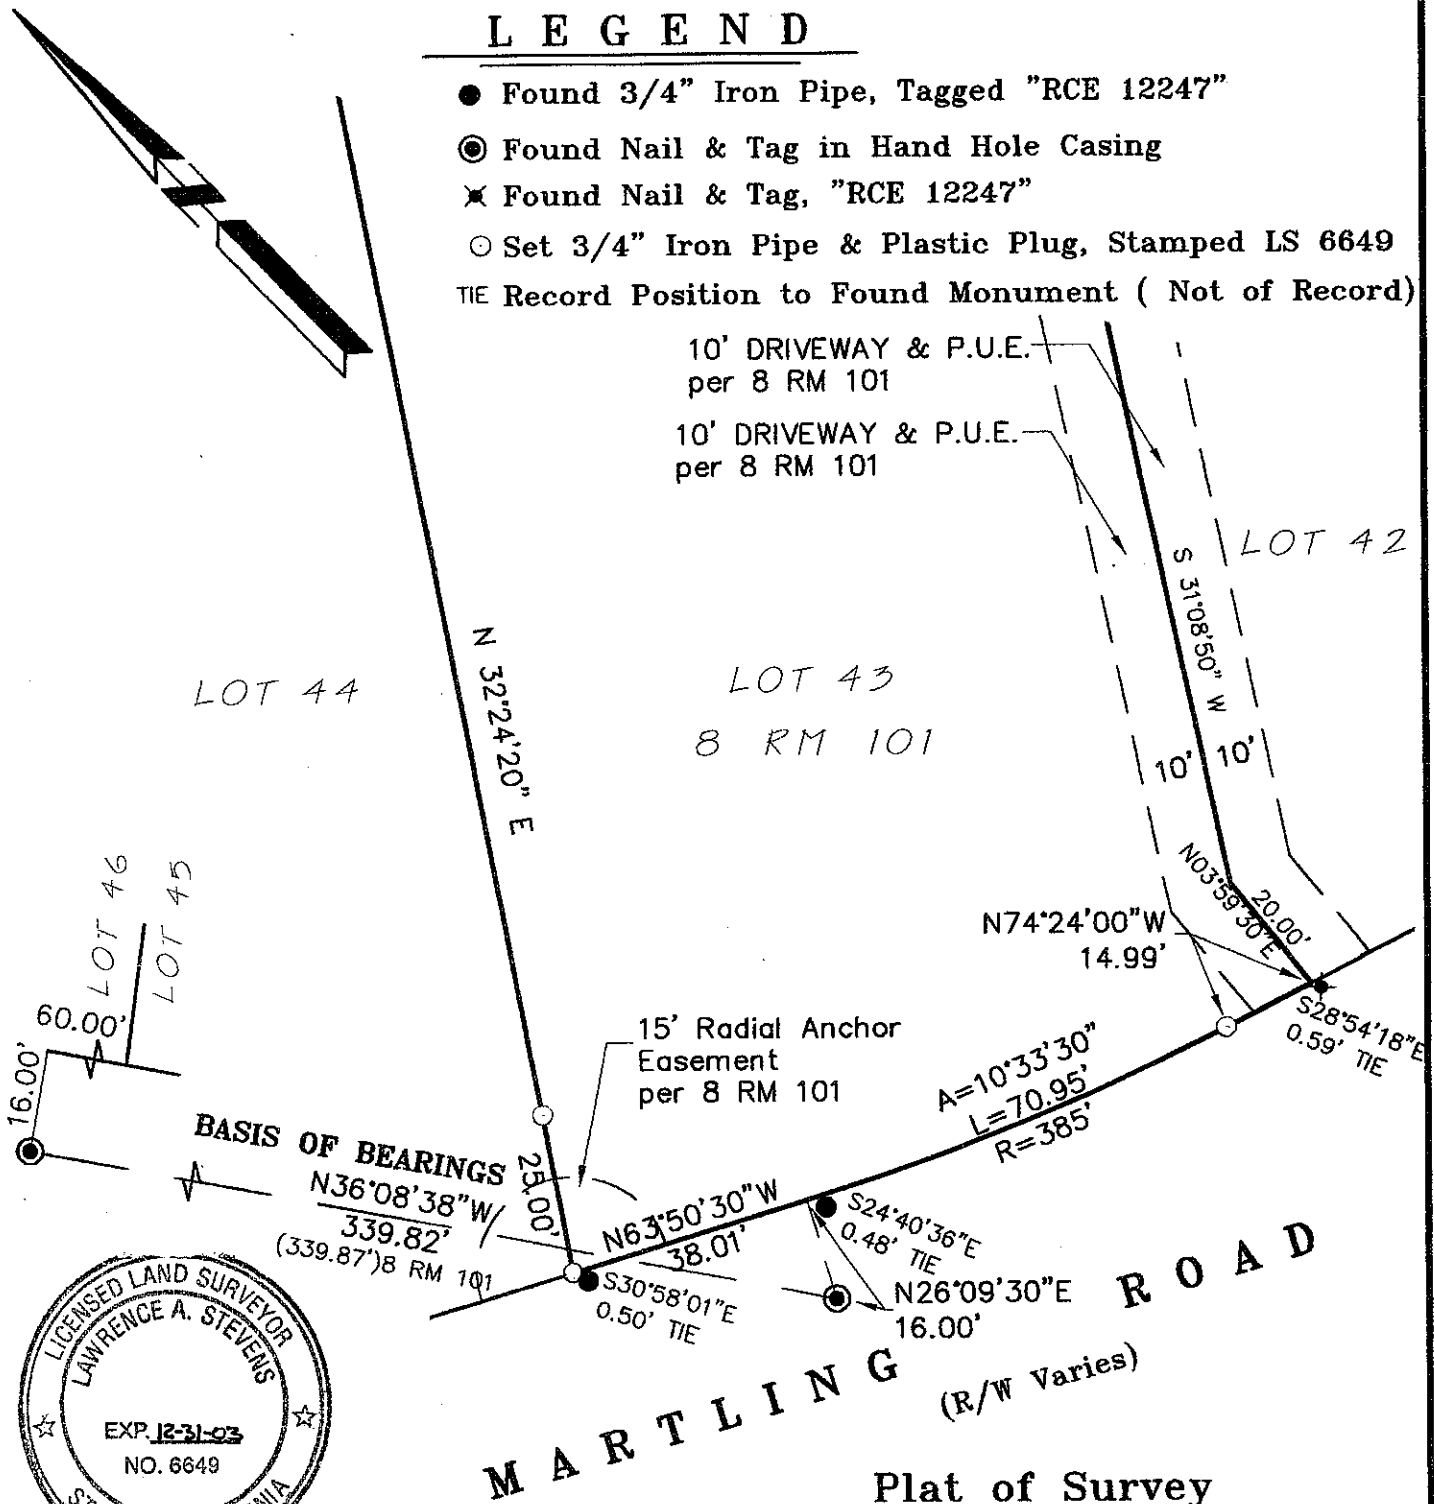 LEGEND
Found 3/4" Iron Pipe, Tagged "RCE 12247"
Found Nail & Tag in Hand Hole Casing
Found Nail & Tag, "RCE 12247"
Set 3/4" Iron Pipe & Plastic Plug, Stamped LS 6649
TIE Record Position to Found Monument ( Not of Record)
10' DRIVEWAY & P.U.E.
per 8 RM 101
10' DRIVEWAY & P.U.E.
per 8 RM 101
S 31°08'50" W
LOT 42
N 32°24'20" E
LOT 44
LOT 43
8 RM 101
10' 10'
N03°59'30"E
20.00'
N74°24'00"W
14.99'
S28°54'18"E
0.59' TIE
LOT 46
LOT 45
60.00'
16.00'
15' Radial Anchor
Easement
per 8 RM 101
A=10°33'30"
L=70.95'
R=385'
BASIS OF BEARINGS
N36°08'38"W
339.82'
(339.87')8 RM 101
25.00'
N63°50'30"W
38.01'
S24°40'36"E
0.48' TIE
S30°58'01"E
0.50' TIE
N26°09'30"E
16.00'
MARTLING ROAD
(R/W Varies)
LICENSED LAND SURVEYOR
LAWRENCE A. STEVENS
EXP. 12-31-03
NO. 6649
Plat of Survey